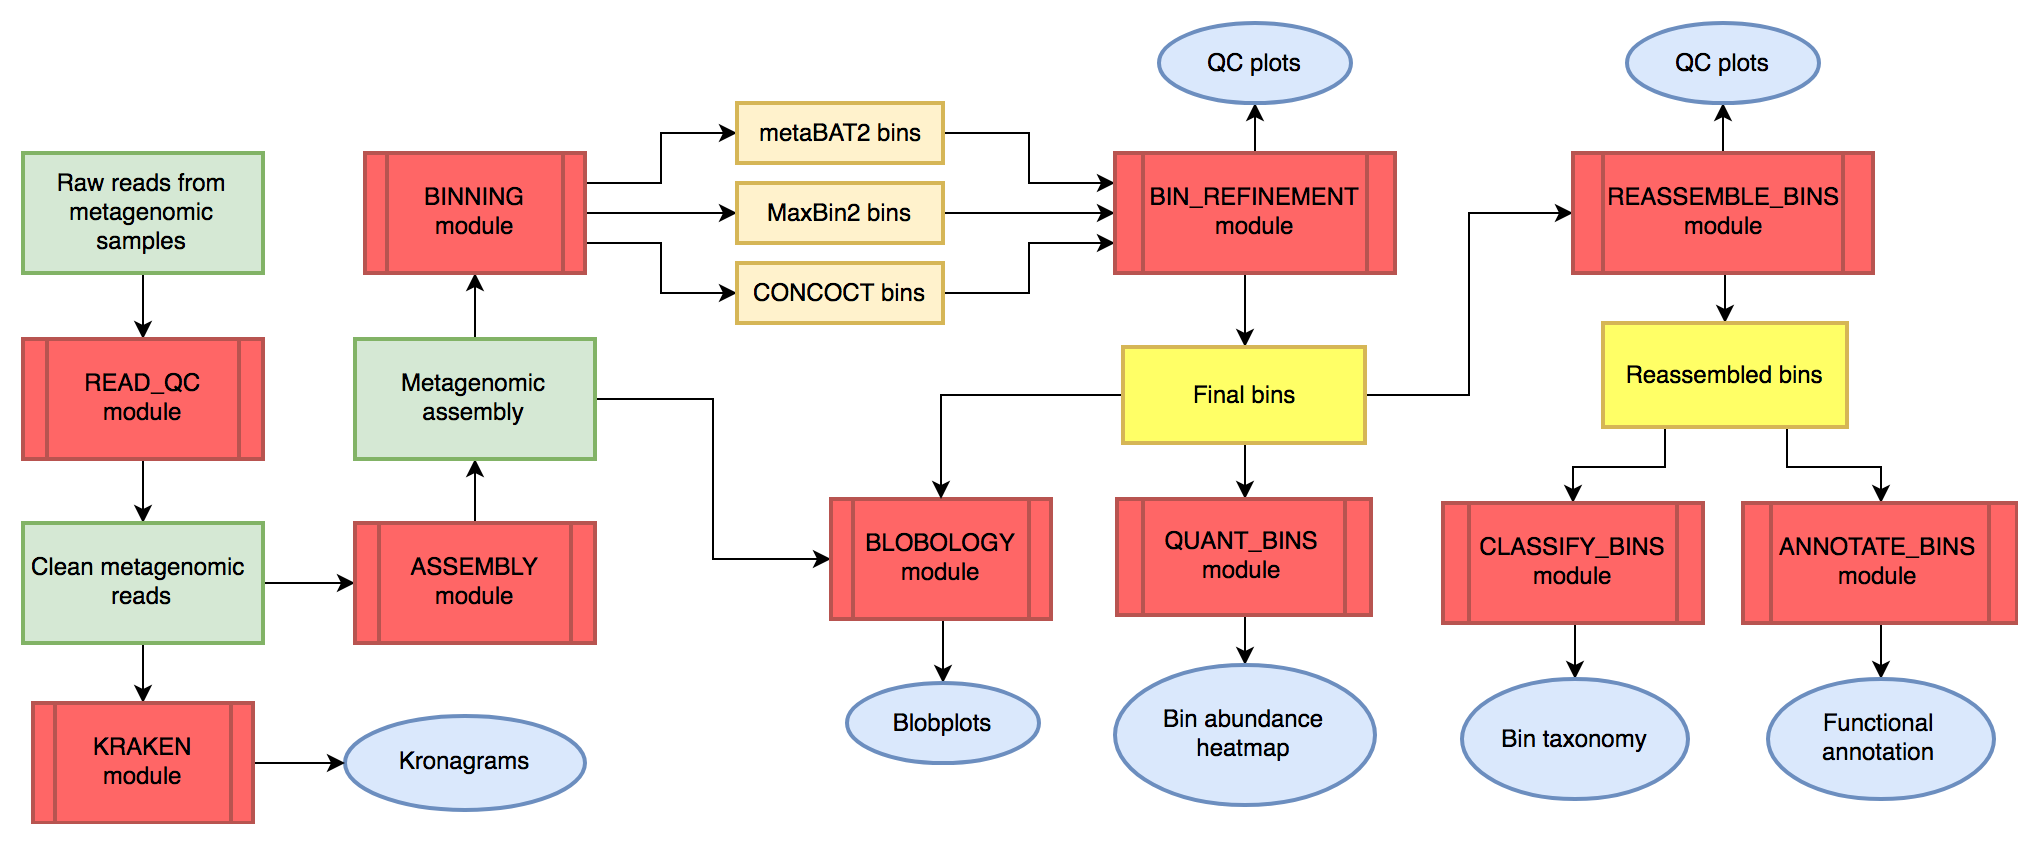 Raw reads from
metagenomic
samples
READ_QC
module
Clean metagenomic
reads
KRAKEN
module
Kronagrams
ASSEMBLY
module
Metagenomic
assembly
BINNING
module
metaBAT2 bins
MaxBin2 bins
CONCOCT bins
QC plots
BIN_REFINEMENT
module
Final bins
BLOBOLOGY
module
Blobplots
QUANT_BINS
module
Bin abundance
heatmap
QC plots
REASSEMBLE_BINS
module
Reassembled bins
CLASSIFY_BINS
module
Bin taxonomy
ANNOTATE_BINS
module
Functional
annotation